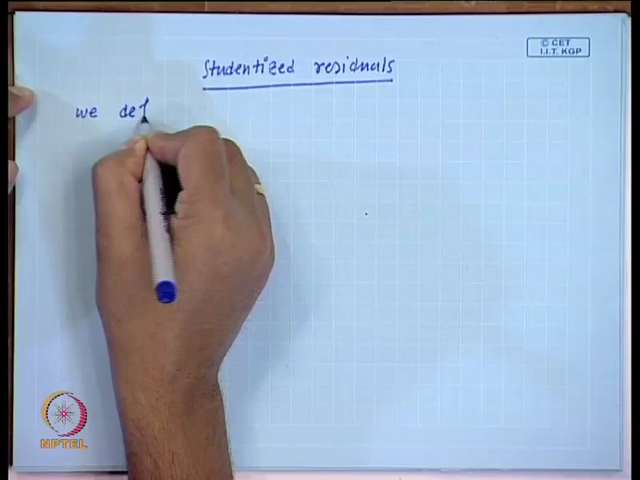 © CET
I.I.T. KGP
Studentized residuals
we def
NPTEL